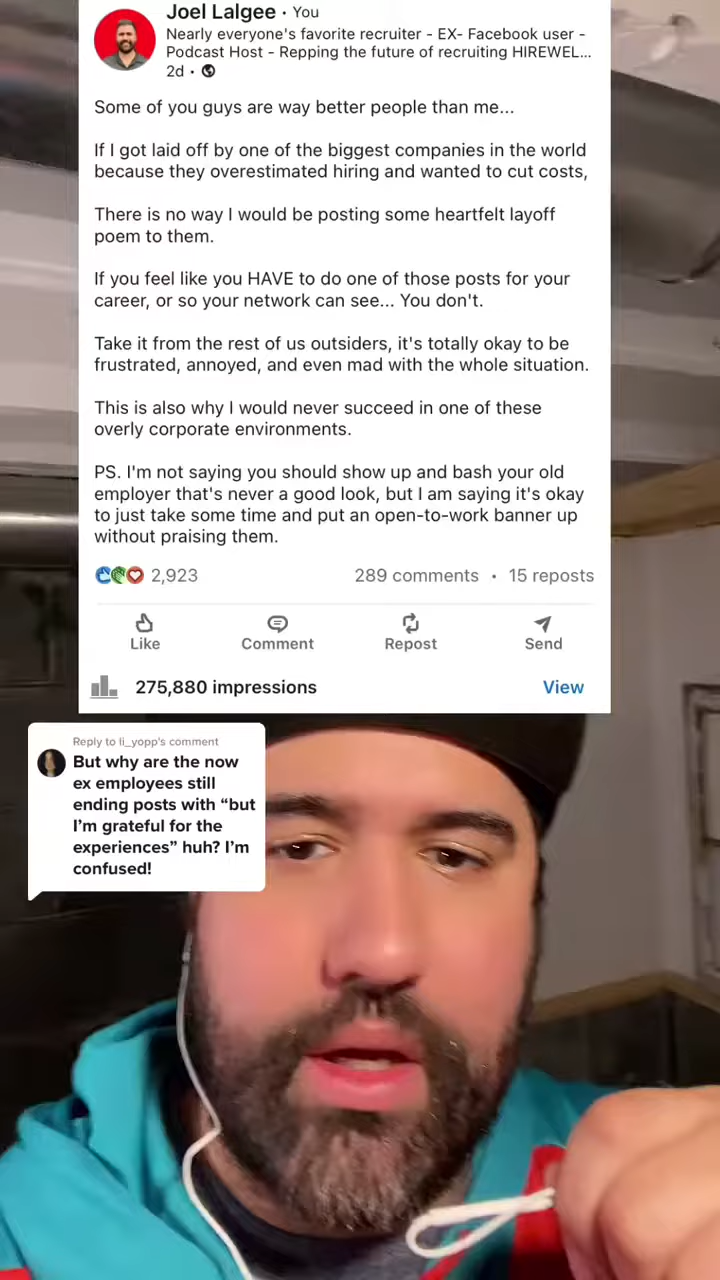 Joel Lalgee · You
Nearly everyone's favorite recruiter - EX- Facebook user -
Podcast Host - Repping the future of recruiting HIREWEL...
2d ·
Some of you guys are way better people than me...
If I got laid off by one of the biggest companies in the world
because they overestimated hiring and wanted to cut costs,
There is no way I would be posting some heartfelt layoff
poem to them.
If you feel like you HAVE to do one of those posts for your
career, or so your network can see... You don't.
Take it from the rest of us outsiders, it's totally okay to be
frustrated, annoyed, and even mad with the whole situation.
This is also why I would never succeed in one of these
overly corporate environments.
PS. I'm not saying you should show up and bash your old
employer that's never a good look, but I am saying it's okay
to just take some time and put an open-to-work banner up
without praising them.
2,923
289 comments · 15 reposts
Like
Comment
Repost
Send
275,880 impressions
View
Reply to li_yopp's comment
But why are the now
ex employees still
ending posts with “but
I’m grateful for the
experiences” huh? I’m
confused!